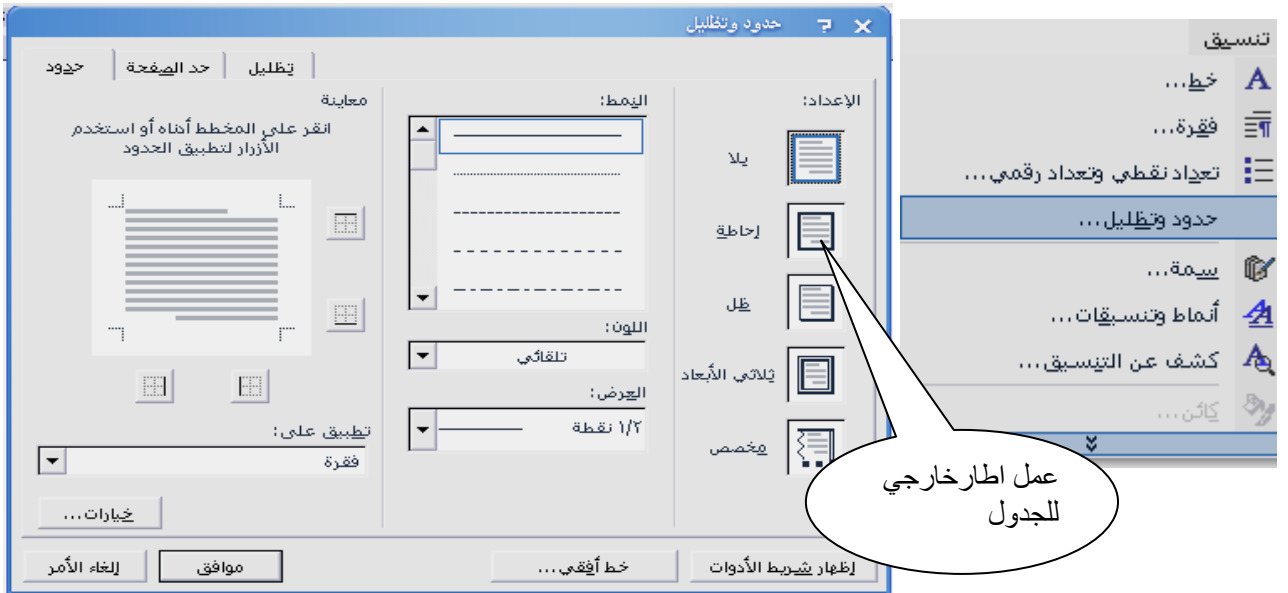 حدود وتظليل
حدود
حد الصفحة
تظليل
الإعداد:
بلا
إحاطة
ظل
ثلاثي الأبعاد
مخصص
النمط:
اللون:
تلقائي
العرض:
١/٢ نقطة
معاينة
انقر على المخطط أدناه أو استخدم
الأزرار لتطبيق الحدود
تطبيق على:
فقرة
خيارات...
إظهار شريط الأدوات
خط أفقي...
موافق
إلغاء الأمر
تنسيق
خط...
فقرة...
تعداد نقطي وتعداد رقمي...
حدود وتظليل...
سمة...
أنماط وتنسيقات...
كشف عن التنسيق...
كائن...
عمل اطارخارجي
للجدول